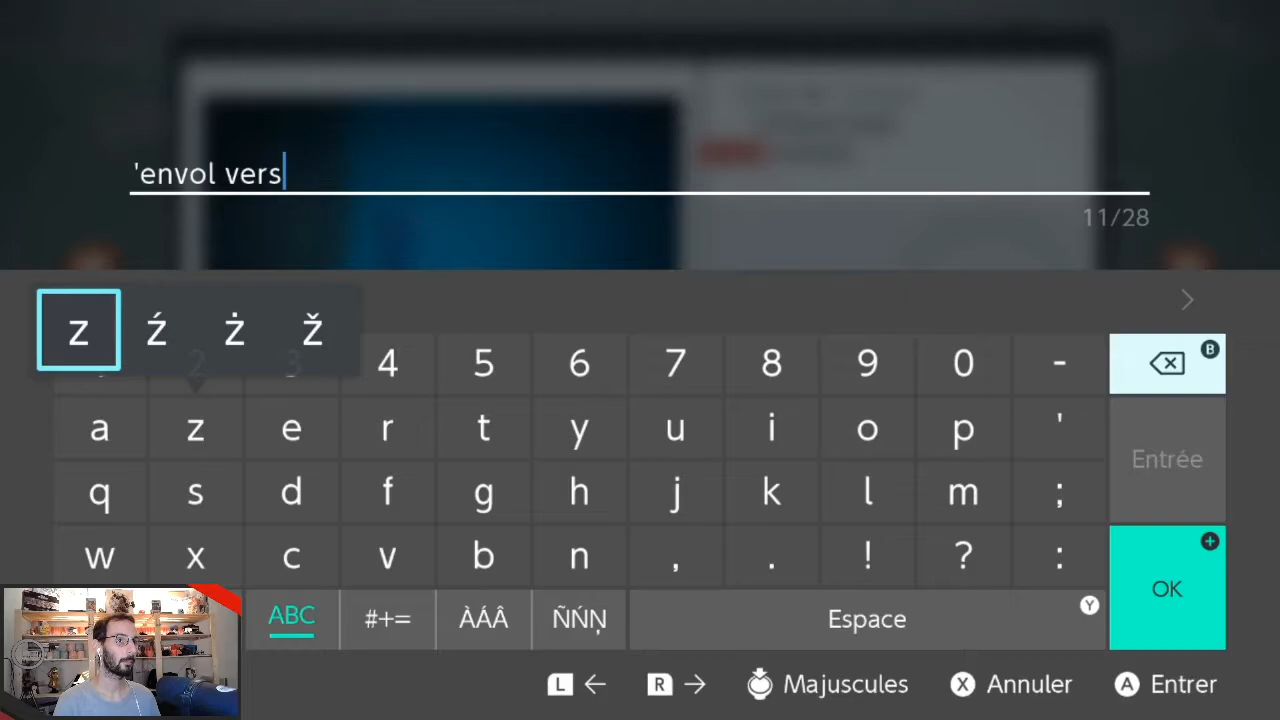 'envol vers
11/28
z ź ż ž
4 5 6 7 8 9 0 - B
a z e r t y u i o p ' Entrée
q s d f g h j k l m ;
w x c v b n , . ! ? : + OK
ABC #+= ÀÁÂ ÑŃŅ Espace Y
L ← R → Majuscules X Annuler A Entrer